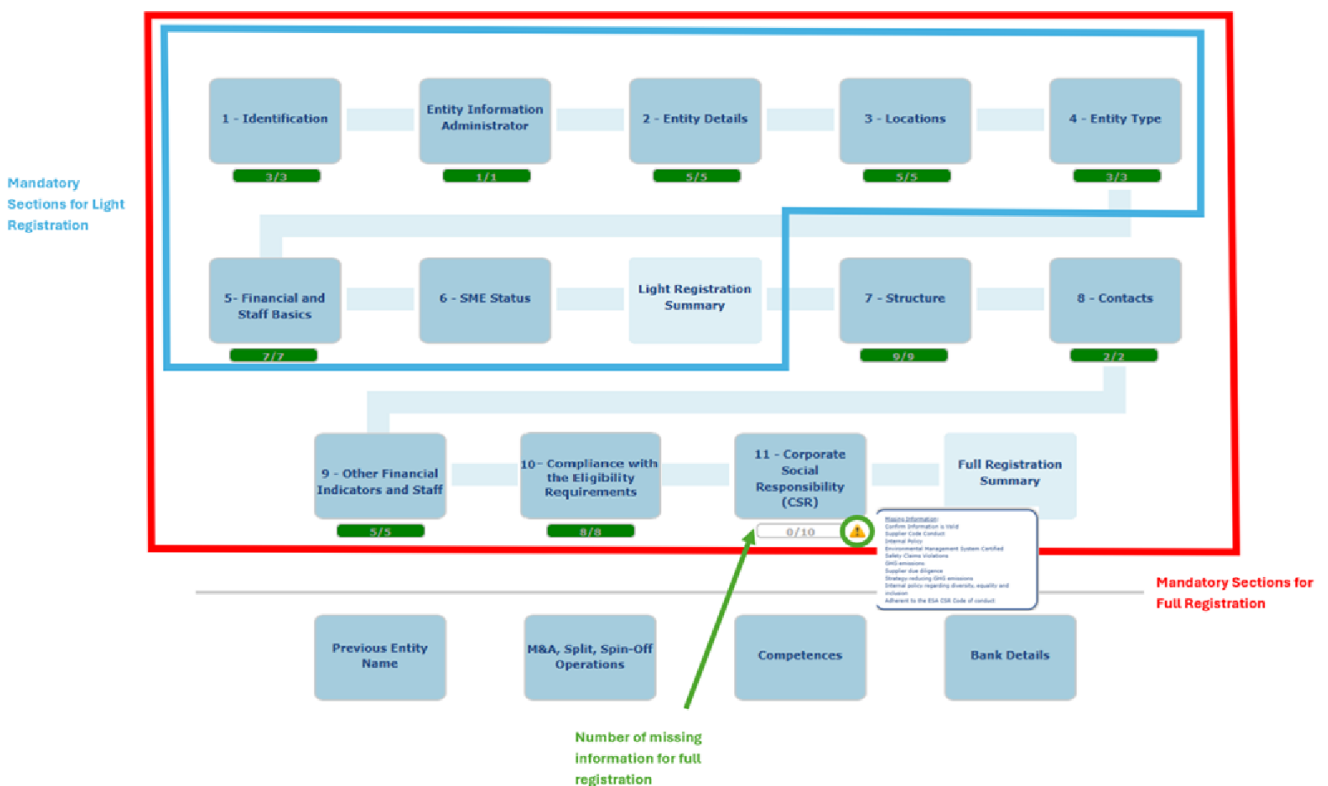 1 - Identification
Entity Information
Administrator
2 - Entity Details
3 - Locations
4 - Entity Type
3/3
1/1
5/5
5/5
3/3
Mandatory
Sections for Light
Registration
5- Financial and
Staff Basics
6 - SME Status
Light Registration
Summary
7 - Structure
8 - Contacts
7/7
9/9
2/2
9 - Other Financial
Indicators and Staff
10- Compliance with
the Eligibility
Requirements
11 - Corporate
Social
Responsibility
(CSR)
Full Registration
Summary
5/5
8/8
0/10
Missing Information:
Confirm Information is Valid
Supplier Code Conduct
Internal Policy
Environmental Management System Certified
Safety Claims Violations
GHG emissions
Supplier due diligence
Strategy reducing GHG emissions
Internal policy regarding diversity, equality and
inclusion
Adherent to the ESA CSR Code of conduct
Mandatory Sections for
Full Registration
Previous Entity
Name
M&A, Split, Spin-Off
Operations
Competences
Bank Details
Number of missing
information for full
registration